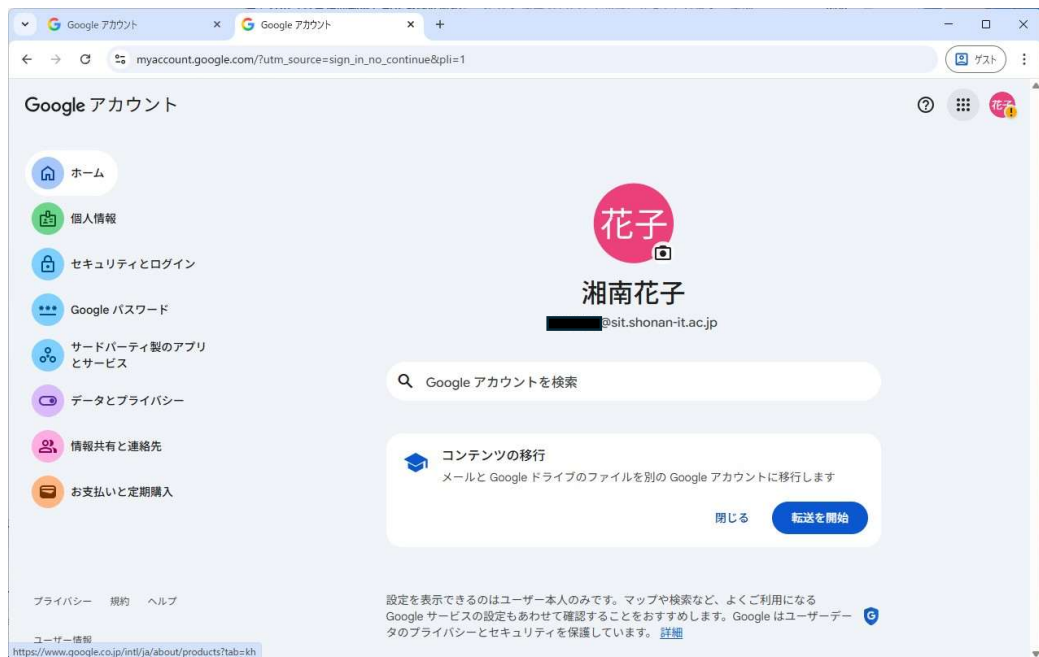 Google アカウント
Google アカウント
myaccount.google.com/?utm_source=sign_in_no_continue&pli=1
ゲスト
Google アカウント
花子
ホーム
個人情報
セキュリティとログイン
Google パスワード
サードパーティ製のアプリ
とサービス
データとプライバシー
情報共有と連絡先
お支払いと定期購入
花子
湘南花子
@sit.shonan-it.ac.jp
Google アカウントを検索
コンテンツの移行
メールと Google ドライブのファイルを別の Google アカウントに移行します
閉じる 転送を開始
プライバシー 規約 ヘルプ
設定を表示できるのはユーザー本人のみです。マップや検索など、よくご利用になる
Google サービスの設定もあわせて確認することをおすすめします。Google はユーザーデー
タのプライバシーとセキュリティを保護しています。 詳細
ユーザー情報
https://www.google.co.jp/intl/ja/about/products?tab=kh